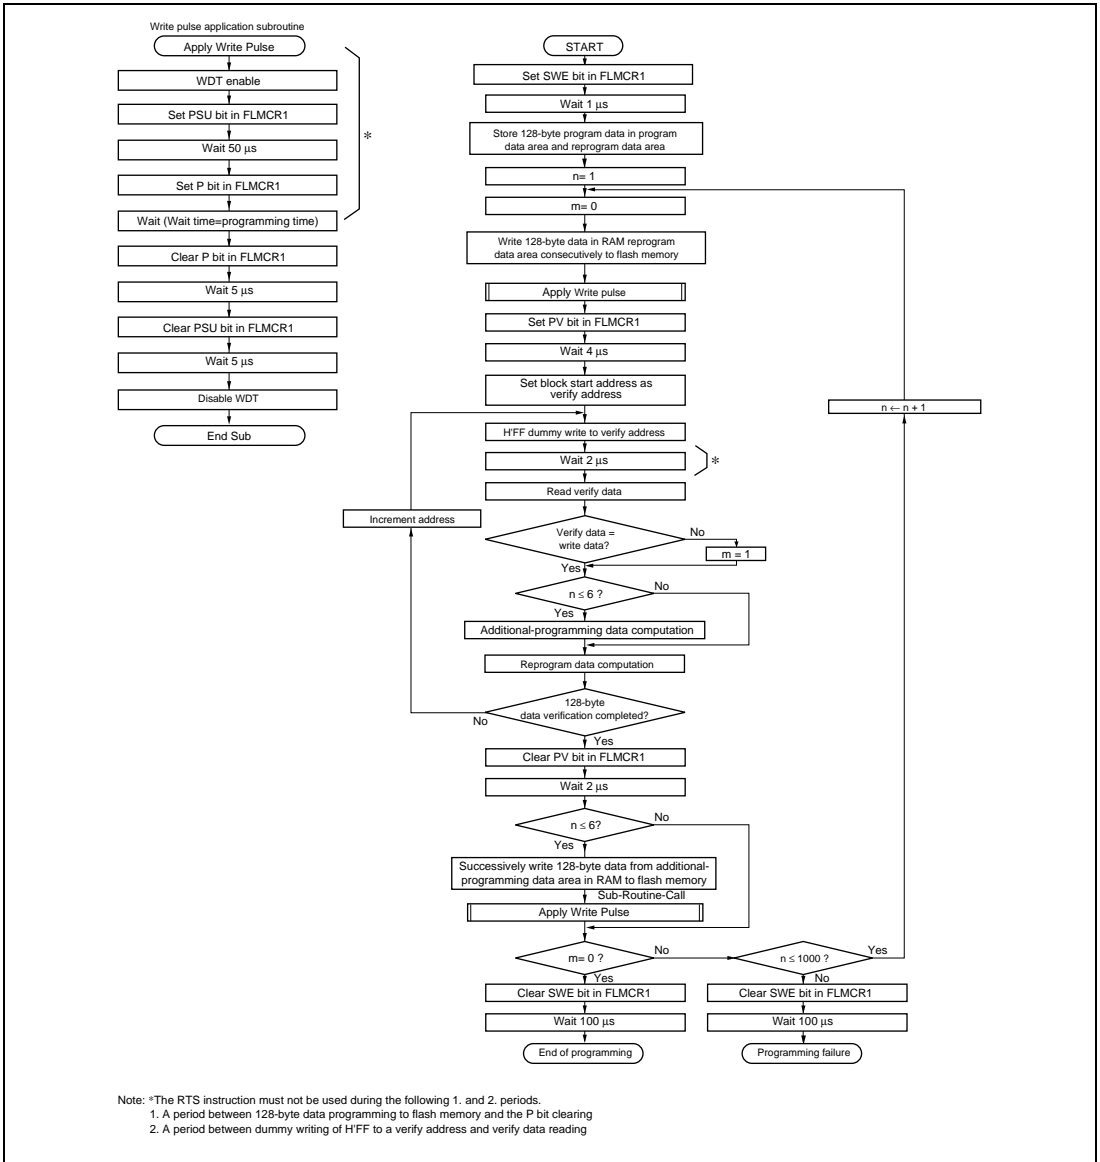 Write pulse application subroutine
Apply Write Pulse
WDT enable
Set PSU bit in FLMCR1
Wait 50 μs
Set P bit in FLMCR1
Wait (Wait time=programming time)
Clear P bit in FLMCR1
Wait 5 μs
Clear PSU bit in FLMCR1
Wait 5 μs
Disable WDT
End Sub
*
START
Set SWE bit in FLMCR1
Wait 1 μs
Store 128-byte program data in program
data area and reprogram data area
n= 1
m= 0
Write 128-byte data in RAM reprogram
data area consecutively to flash memory
Apply Write pulse
Set PV bit in FLMCR1
Wait 4 μs
Set block start address as
verify address
n ← n + 1
H'FF dummy write to verify address
Wait 2 μs
*
Read verify data
Increment address
Verify data =
write data?
No
m = 1
Yes
n ≤ 6 ?
No
Yes
Additional-programming data computation
Reprogram data computation
128-byte
data verification completed?
No
Yes
Clear PV bit in FLMCR1
Wait 2 μs
n ≤ 6?
No
Yes
Successively write 128-byte data from additional-
programming data area in RAM to flash memory
Sub-Routine-Call
Apply Write Pulse
m= 0 ?
No
n ≤ 1000 ?
Yes
Yes
No
Clear SWE bit in FLMCR1
Clear SWE bit in FLMCR1
Wait 100 μs
Wait 100 μs
End of programming
Programming failure
Note: *The RTS instruction must not be used during the following 1. and 2. periods.
1. A period between 128-byte data programming to flash memory and the P bit clearing
2. A period between dummy writing of H'FF to a verify address and verify data reading